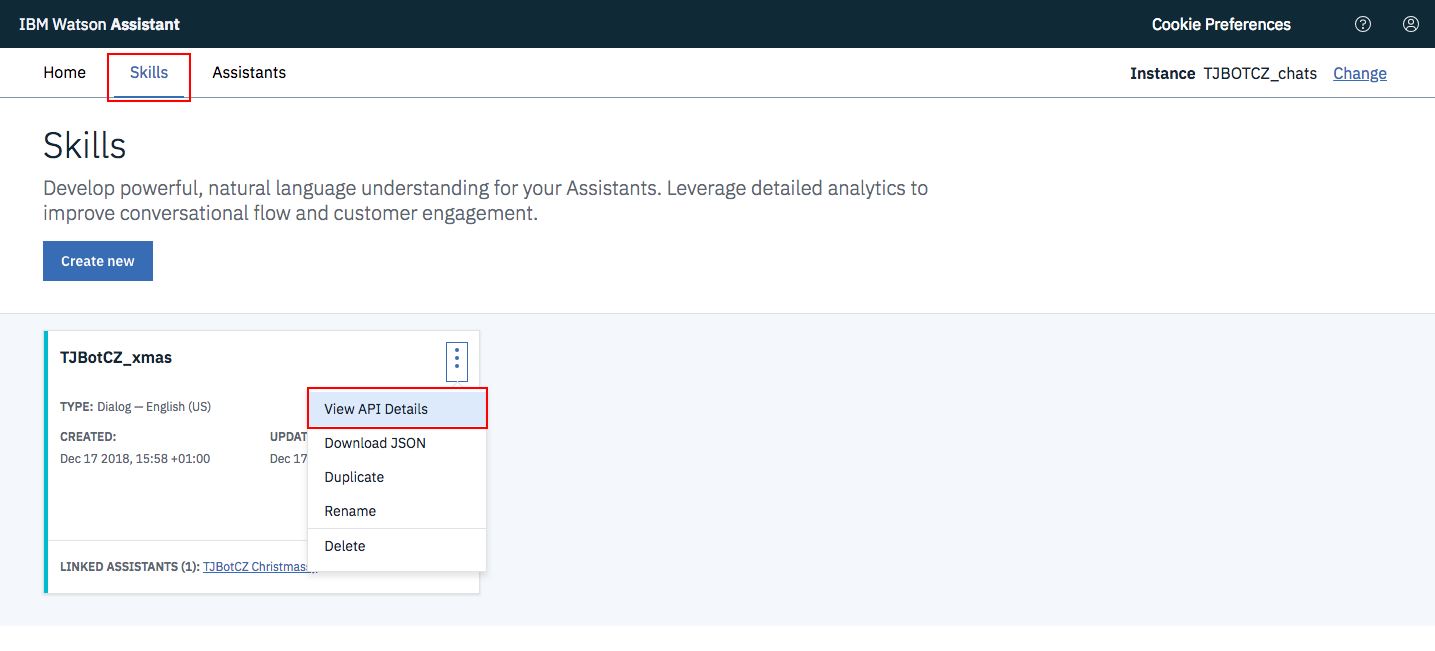 IBM Watson Assistant
Cookie Preferences
Home
Skills
Assistants
Instance TJBOTCZ_chats Change
Skills
Develop powerful, natural language understanding for your Assistants. Leverage detailed analytics to
improve conversational flow and customer engagement.
Create new
TJBotCZ_xmas
TYPE: Dialog — English (US)
CREATED:
Dec 17 2018, 15:58 +01:00
UPDAT
Dec 17
View API Details
Download JSON
Duplicate
Rename
Delete
LINKED ASSISTANTS (1): TJBotCZ Christmas